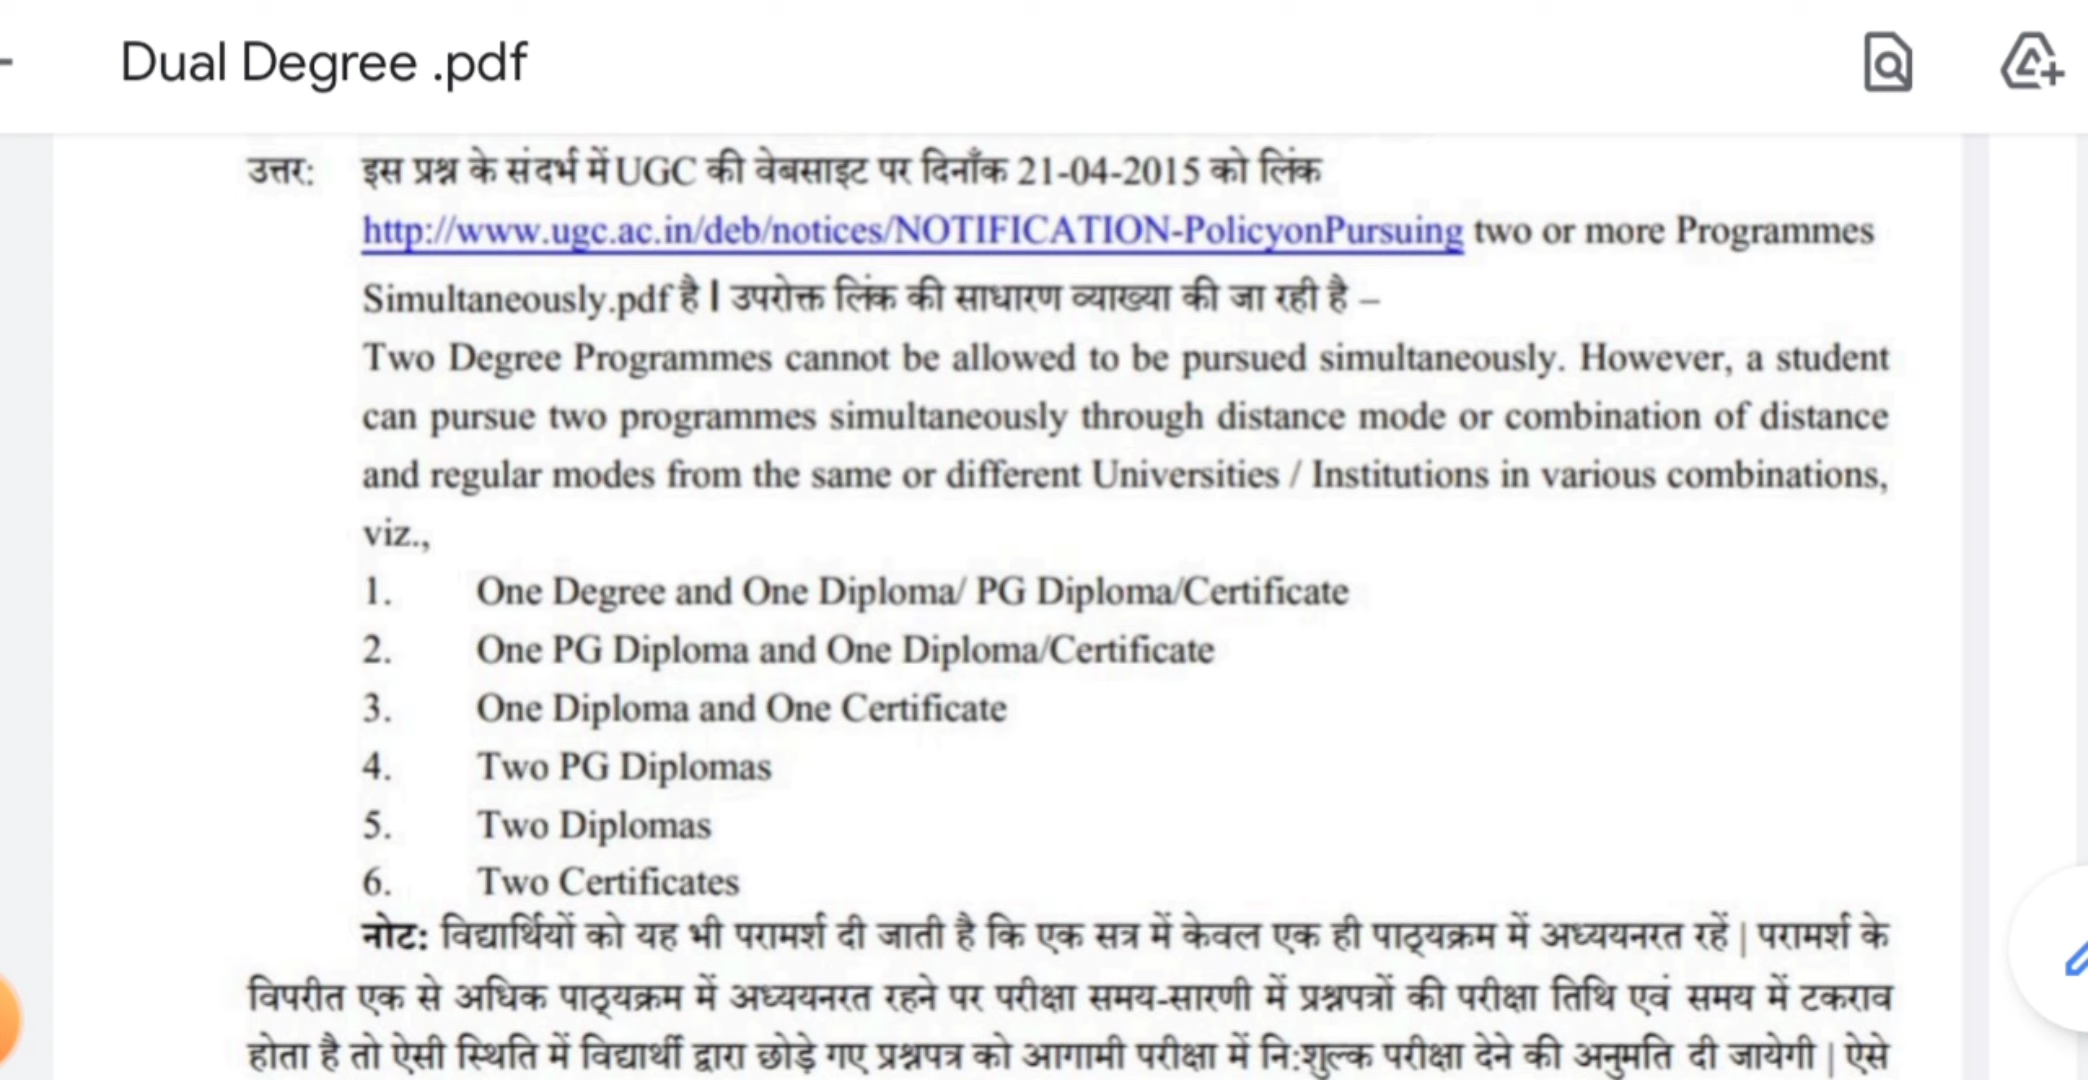 Dual Degree .pdf
उत्तर: इस प्रश्न के संदर्भ में UGC की वेबसाइट पर दिनाँक 21-04-2015 को लिंक
http://www.ugc.ac.in/deb/notices/NOTIFICATION-PolicyonPursuing two or more Programmes
Simultaneously.pdf है | उपरोक्त लिंक की साधारण व्याख्या की जा रही है –
Two Degree Programmes cannot be allowed to be pursued simultaneously. However, a student
can pursue two programmes simultaneously through distance mode or combination of distance
and regular modes from the same or different Universities / Institutions in various combinations,
viz.,
1. One Degree and One Diploma/ PG Diploma/Certificate
2. One PG Diploma and One Diploma/Certificate
3. One Diploma and One Certificate
4. Two PG Diplomas
5. Two Diplomas
6. Two Certificates
नोट: विद्यार्थियों को यह भी परामर्श दी जाती है कि एक सत्र में केवल एक ही पाठ्यक्रम में अध्ययनरत रहें | परामर्श के
विपरीत एक से अधिक पाठ्यक्रम में अध्ययनरत रहने पर परीक्षा समय-सारणी में प्रश्नपत्रों की परीक्षा तिथि एवं समय में टकराव
होता है तो ऐसी स्थिति में विद्यार्थी द्वारा छोड़े गए प्रश्नपत्र को आगामी परीक्षा में नि:शुल्क परीक्षा देने की अनुमति दी जायेगी | ऐसे